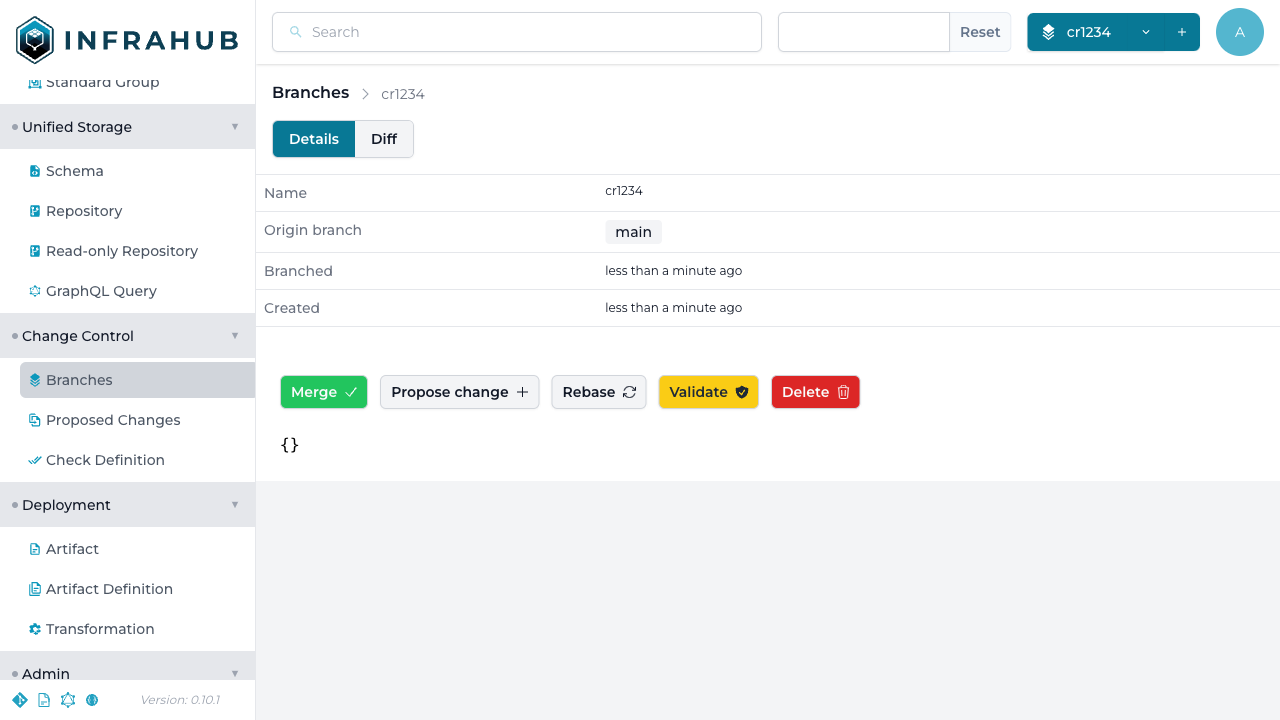 INFRAHUB
Search
Reset
cr1234
A
Standard Group
Unified Storage
Schema
Repository
Read-only Repository
GraphQL Query
Change Control
Branches
Proposed Changes
Check Definition
Deployment
Artifact
Artifact Definition
Transformation
Admin
Version: 0.10.1
Branches cr1234
Details Diff
Name cr1234
Origin branch main
Branched less than a minute ago
Created less than a minute ago
Merge Propose change Rebase Validate Delete
{}